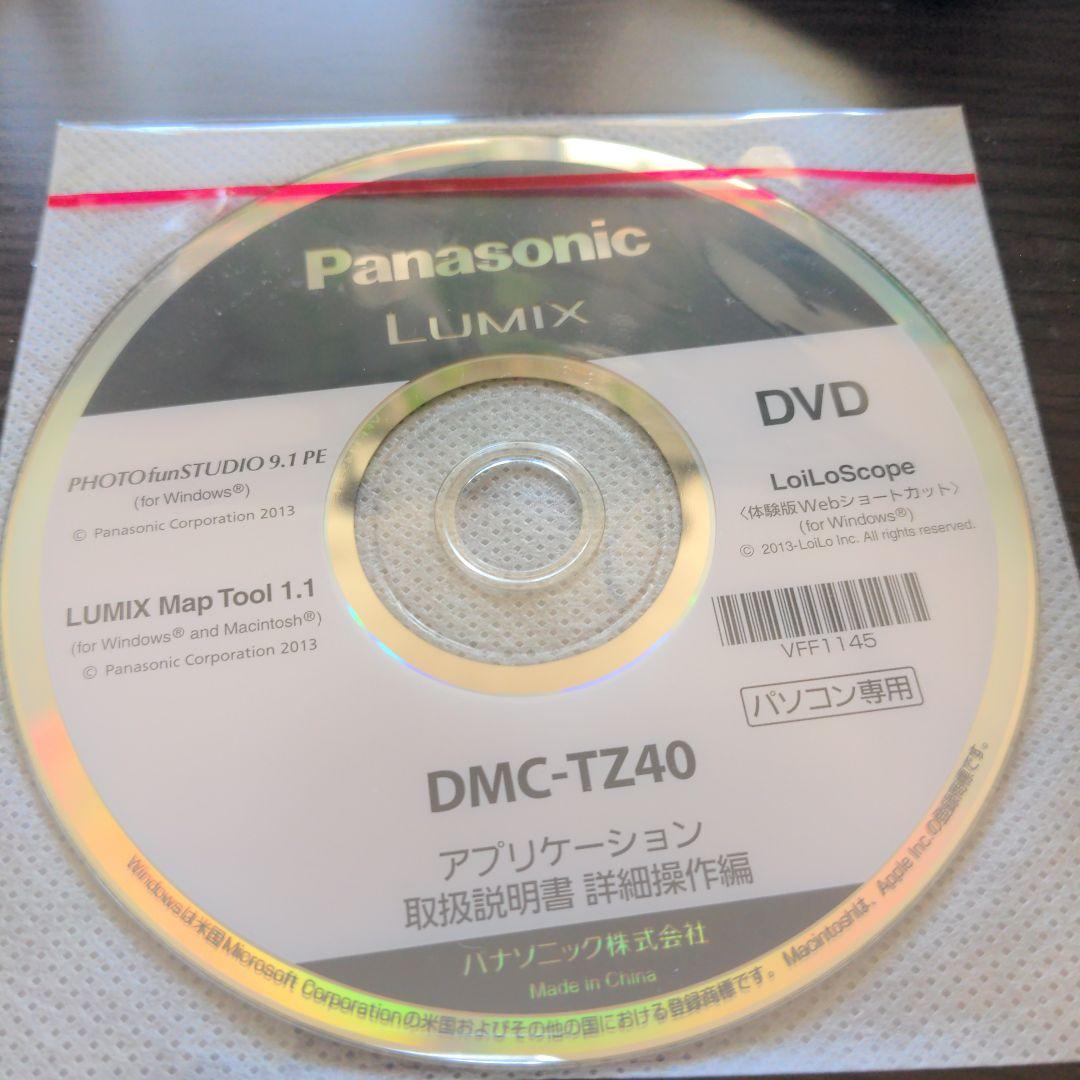 Panasonic
LUMIX
DVD
PHOTOfunSTUDIO 9.1 PE
(for Windows®)
© Panasonic Corporation 2013
LUMIX Map Tool 1.1
(for Windows® and Macintosh®)
© Panasonic Corporation 2013
LoiLoScope
〈体験版Webショートカット〉
(for Windows®)
© 2013-LoiLo Inc. All rights reserved.
VFF1145
パソコン専用
DMC-TZ40
アプリケーション
取扱説明書 詳細操作編
パナソニック株式会社
Made in China
Windowsは米国Microsoft Corporationの米国およびその他の国における登録商標です。Macintoshは、Apple Inc.の登録商標です。